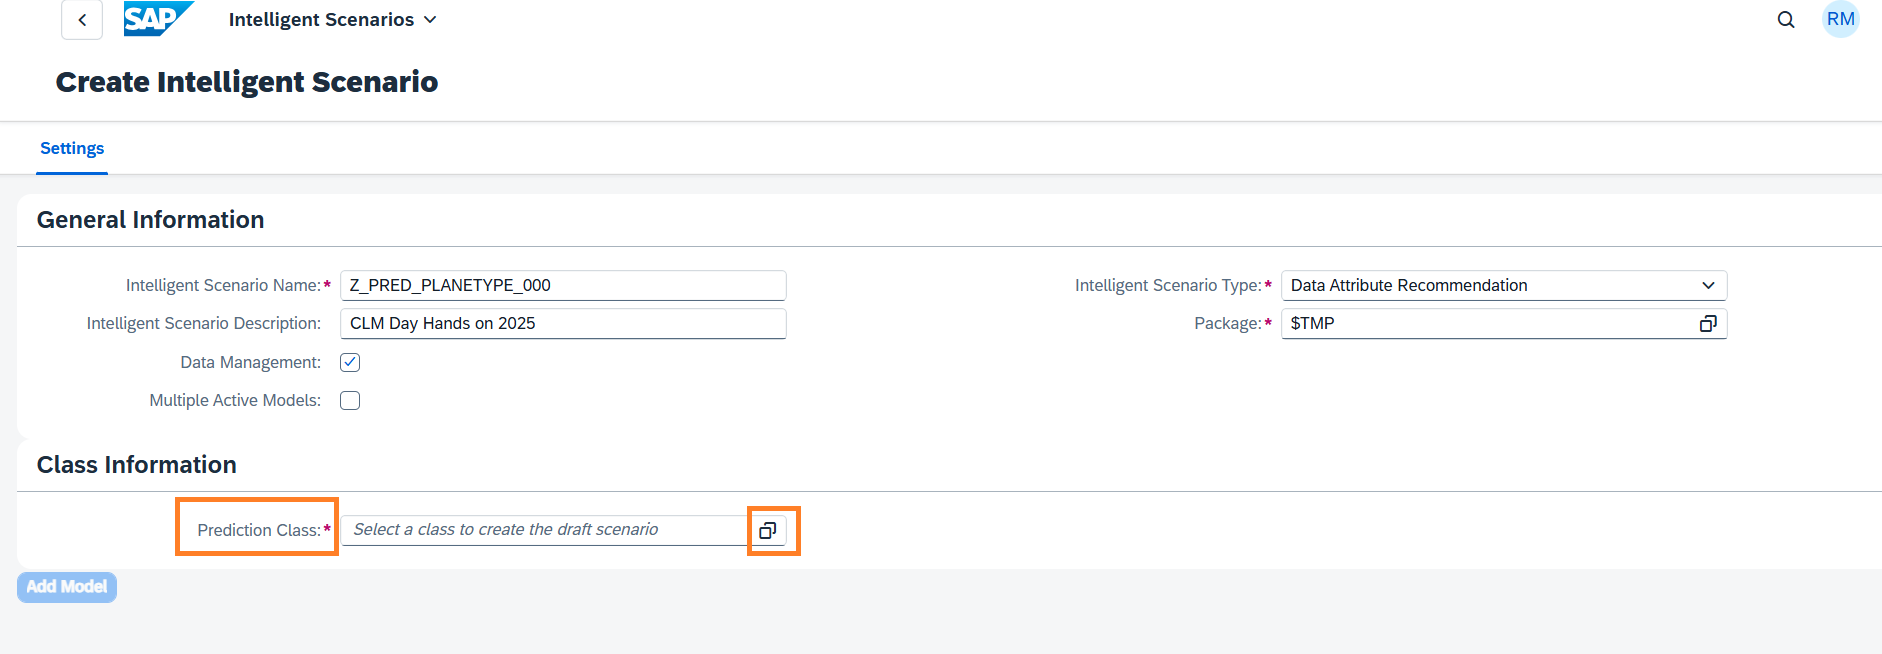 SAP Intelligent Scenarios RM
Create Intelligent Scenario
Settings
General Information
Intelligent Scenario Name:* Z_PRED_PLANETYPE_000 Intelligent Scenario Type:* Data Attribute Recommendation
Intelligent Scenario Description: CLM Day Hands on 2025 Package:* $TMP
Data Management:
Multiple Active Models:
Class Information
Prediction Class:* Select a class to create the draft scenario
Add Model